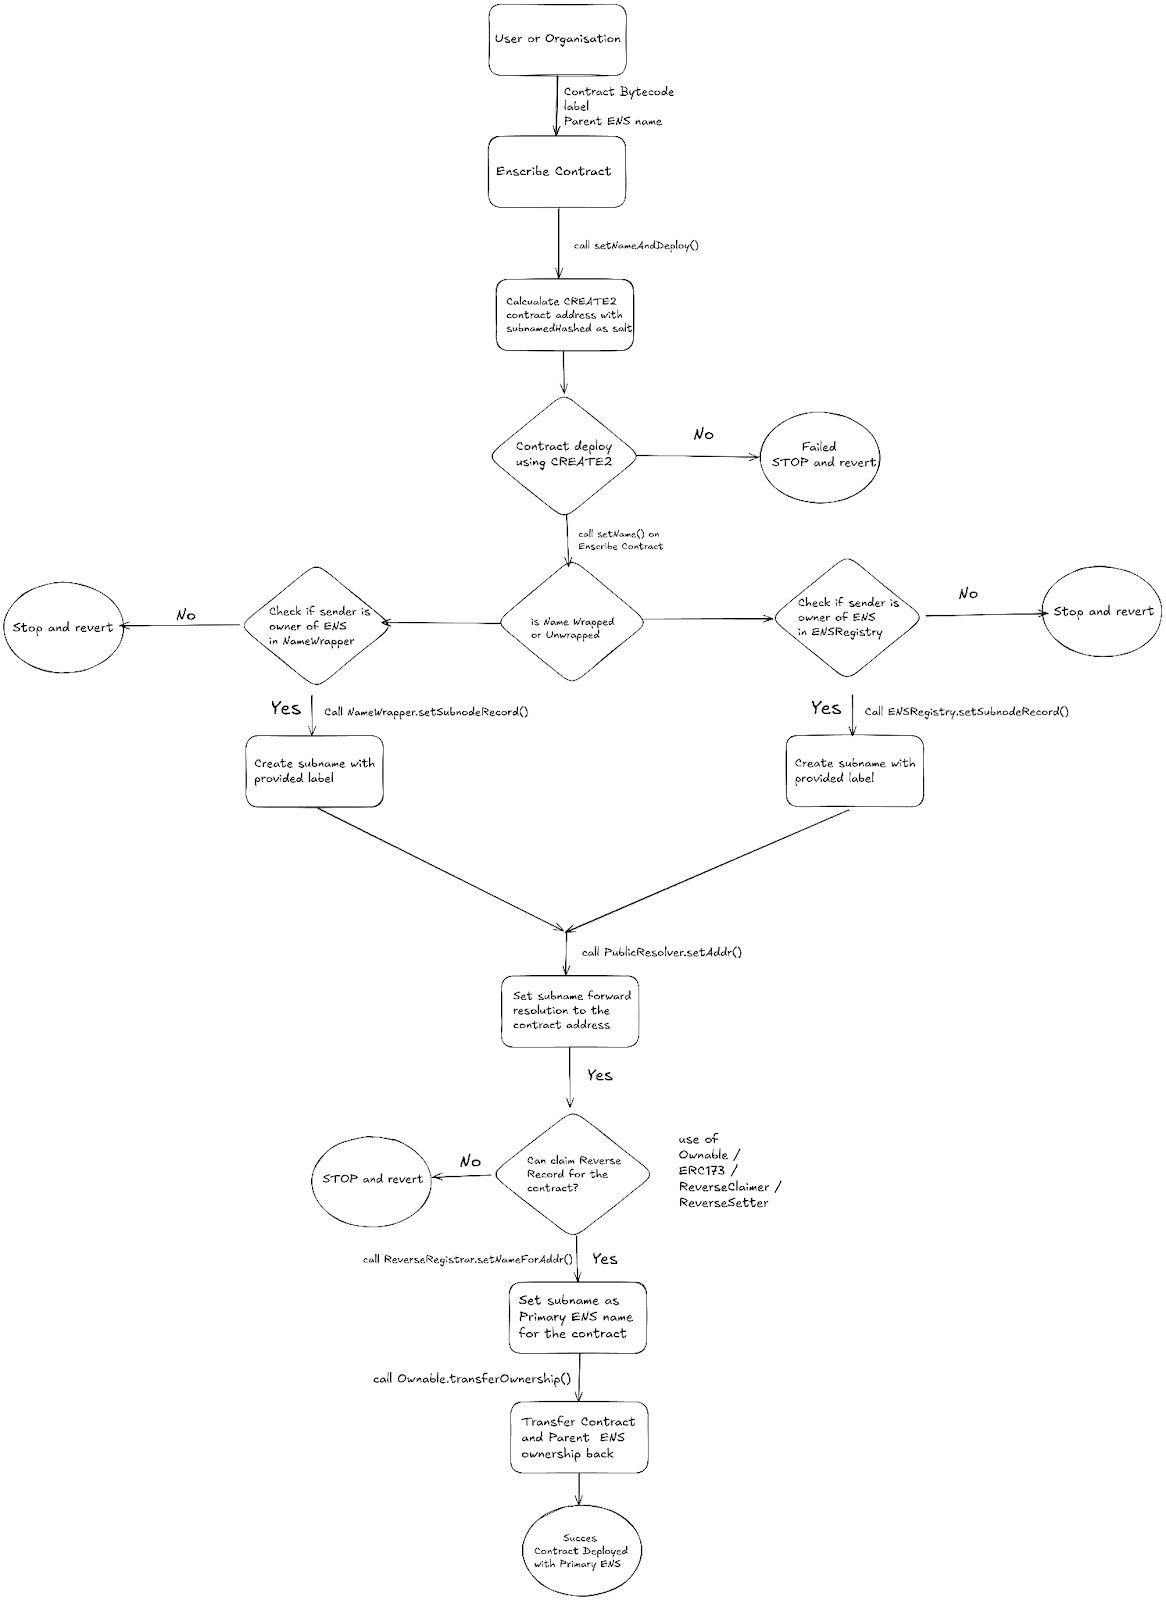 User or Organisation
Contract Bytecode
label
Parent ENS name
Enscribe Contract
call setNameAndDeploy()
Calcualate CREATE2
contract address with
subnamedHashed as salt
Contract deploy
using CREATE2
No
Failed
STOP and revert
call setName() on
Enscribe Contract
Stop and revert
No
Check if sender is
owner of ENS
in NameWrapper
is Name Wrapped
or Unwrapped
Check if sender is
owner of ENS
in ENSRegistry
No
Stop and revert
Yes
Call NameWrapper.setSubnodeRecord()
Yes
Call ENSRegistry.setSubnodeRecord()
Create subname with
provided label
Create subname with
provided label
call PublicResolver.setAddr()
Set subname forward
resolution to the
contract address
Yes
STOP and revert
No
Can claim Reverse
Record for the
contract?
use of
Ownable /
ERC173 /
ReverseClaimer /
ReverseSetter
call ReverseRegistrar.setNameForAddr()
Yes
Set subname as
Primary ENS name
for the contract
call Ownable.transferOwnership()
Transfer Contract
and Parent ENS
ownership back
Succes
Contract Deployed
with Primary ENS